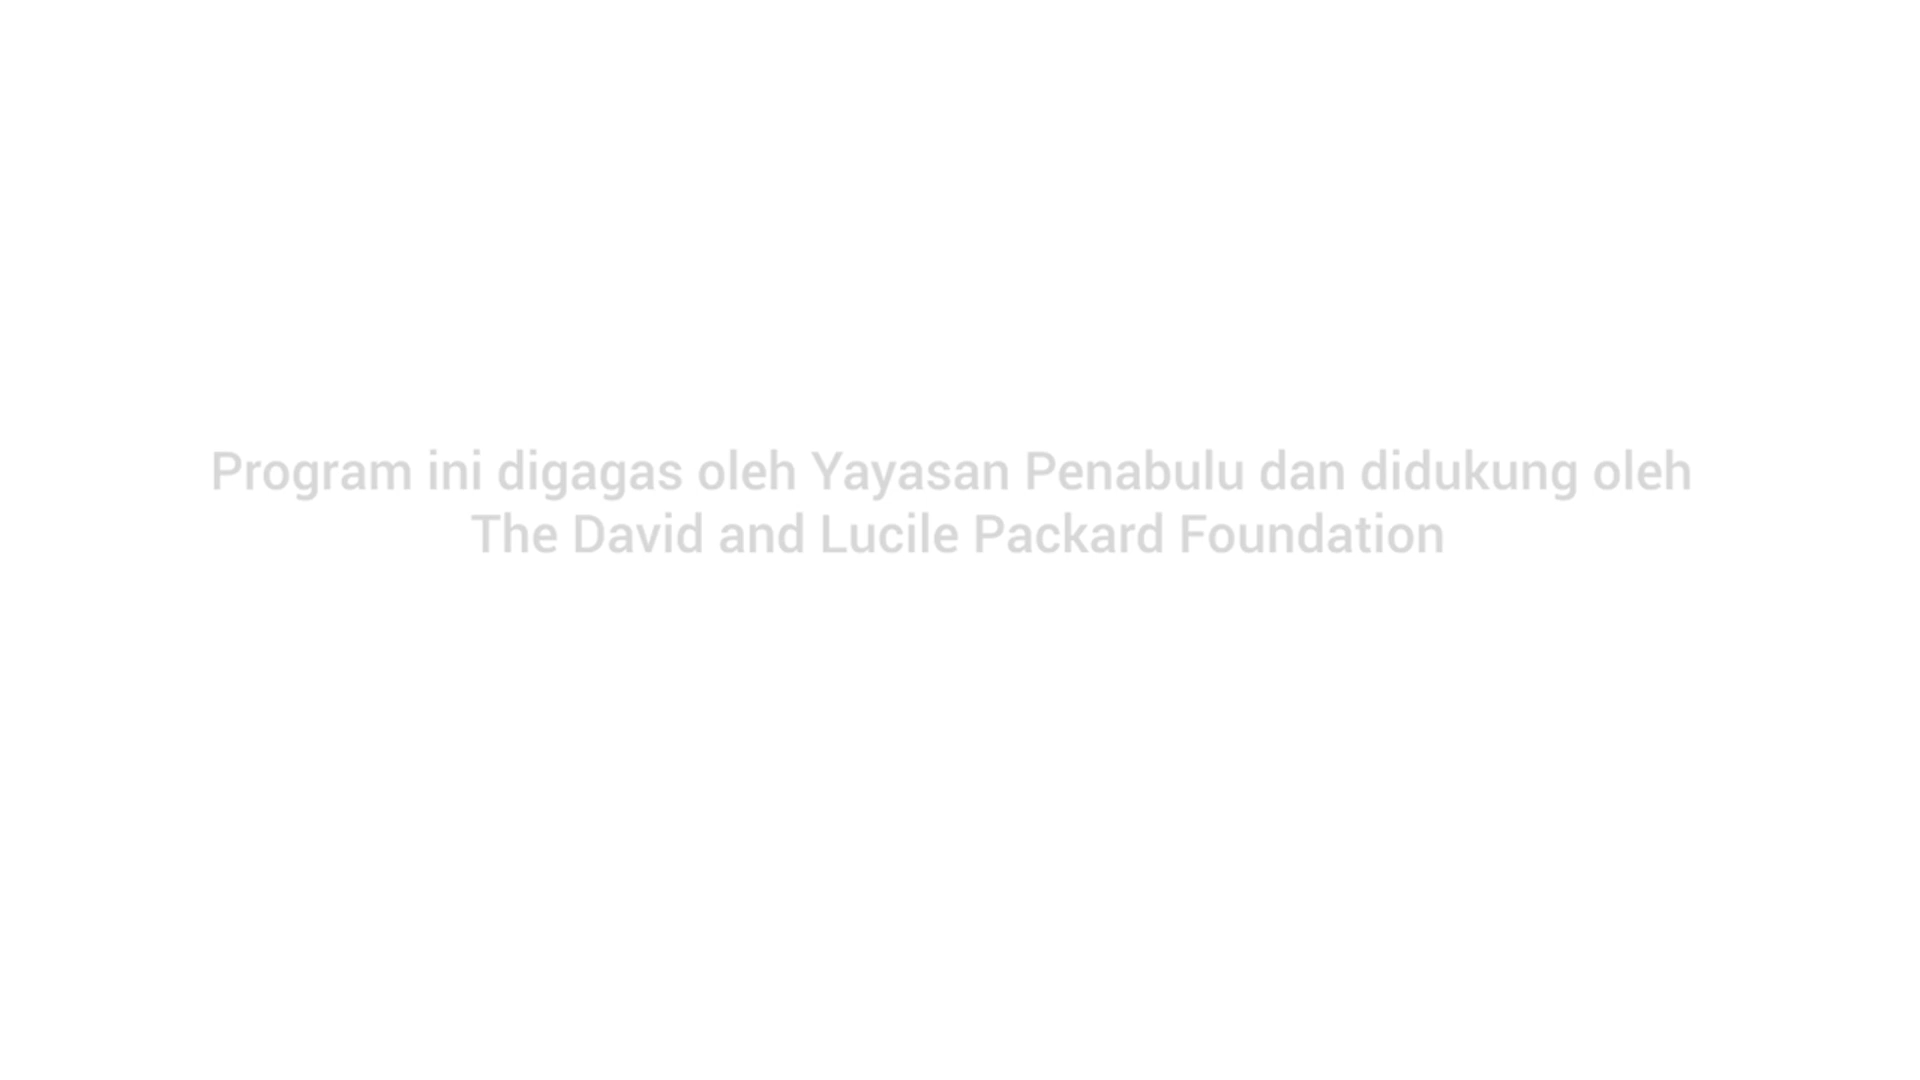 Program ini digagas oleh Yayasan Penabulu dan didukung oleh
The David and Lucile Packard Foundation